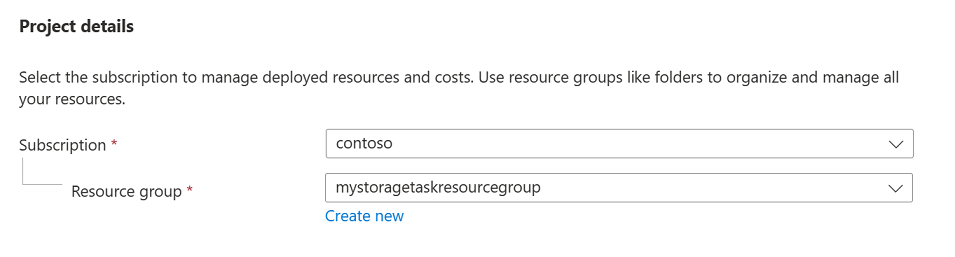 Project details
Select the subscription to manage deployed resources and costs. Use resource groups like folders to organize and manage all
your resources.
Subscription *
contoso
Resource group *
mystoragetaskresourcegroup
Create new